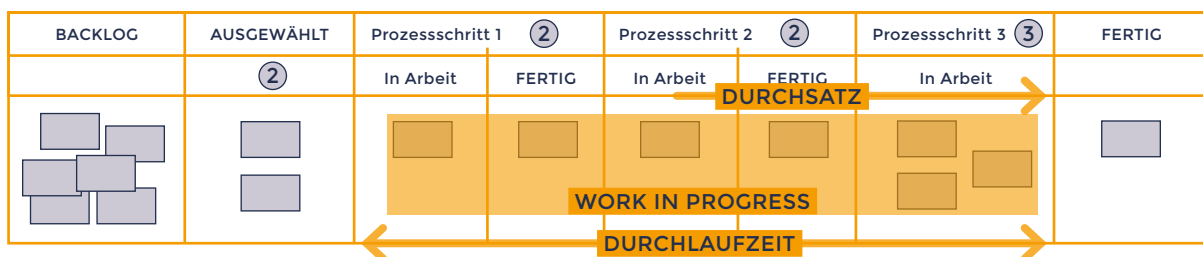 BACKLOG AUSGEWÄHLT Prozessschritt 1 2 Prozessschritt 2 2 Prozessschritt 3 3 FERTIG
2 In Arbeit FERTIG In Arbeit FERTIG In Arbeit
DURCHSATZ
WORK IN PROGRESS
DURCHLAUFZEIT